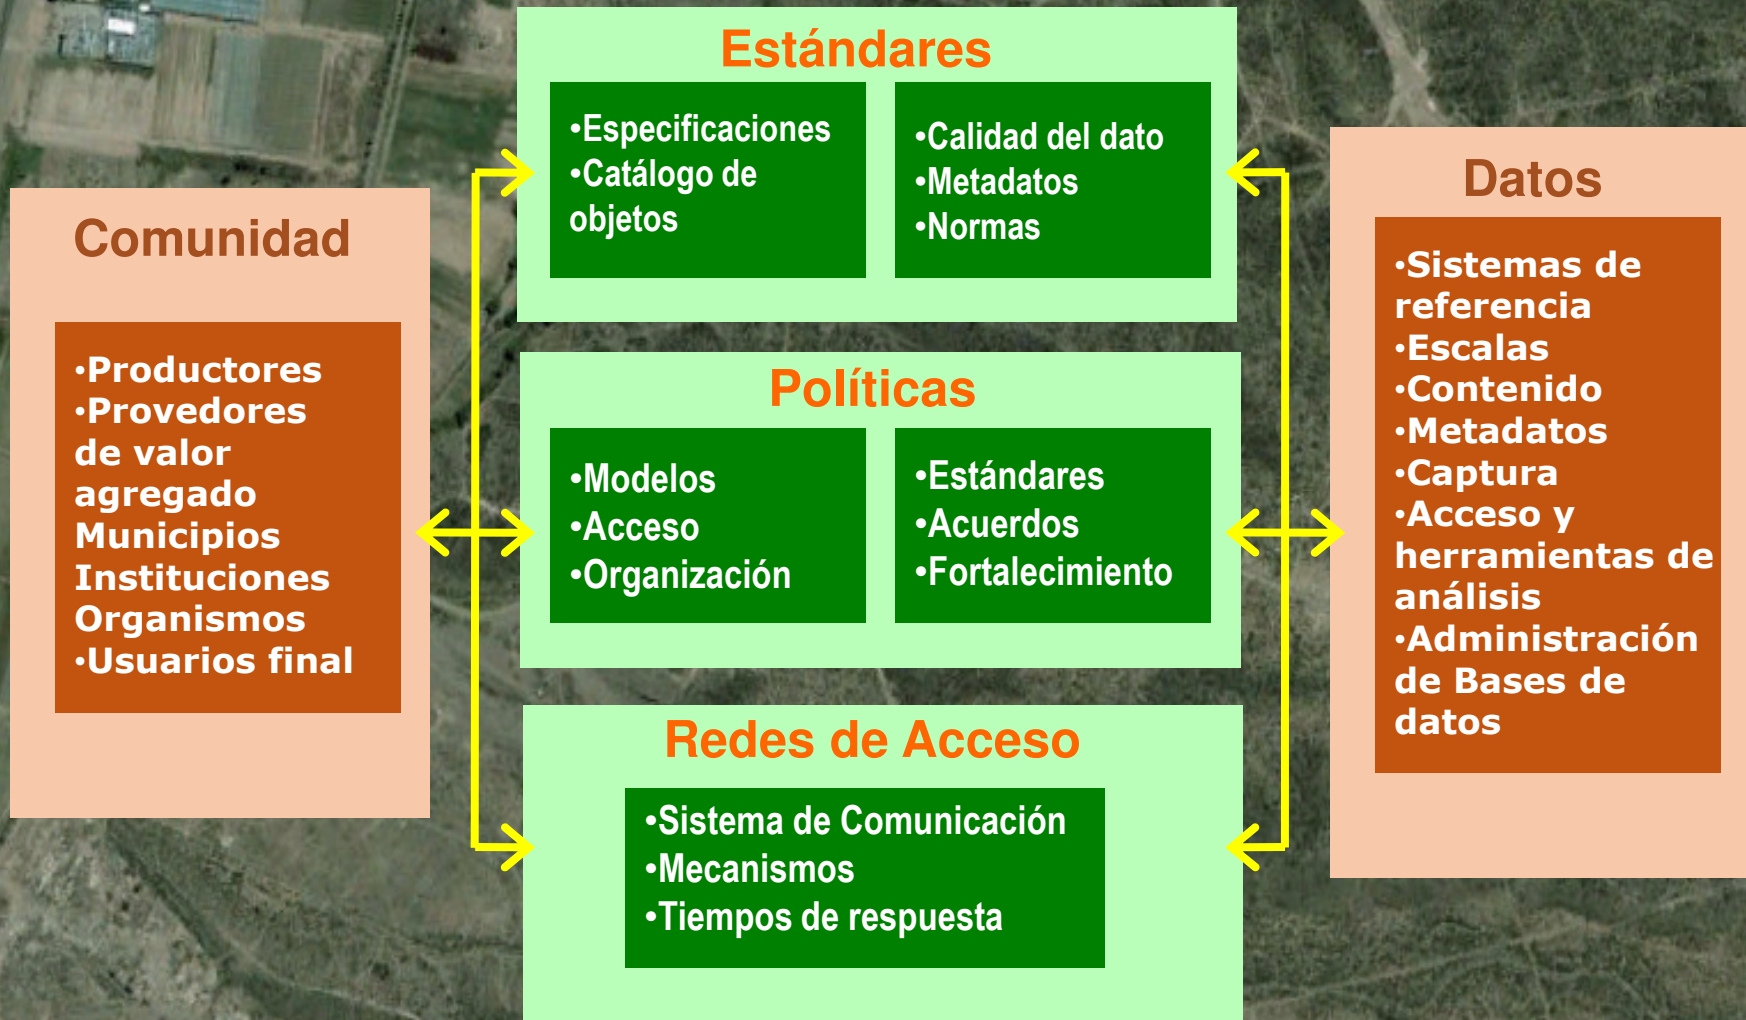 Comunidad
•Productores
•Provedores
de valor
agregado
Municipios
Instituciones
Organismos
•Usuarios final
Estándares
•Especificaciones
•Catálogo de
objetos
•Calidad del dato
•Metadatos
•Normas
Políticas
•Modelos
•Acceso
•Organización
•Estándares
•Acuerdos
•Fortalecimiento
Redes de Acceso
•Sistema de Comunicación
•Mecanismos
•Tiempos de respuesta
Datos
•Sistemas de
referencia
•Escalas
•Contenido
•Metadatos
•Captura
•Acceso y
herramientas de
análisis
•Administración
de Bases de
datos